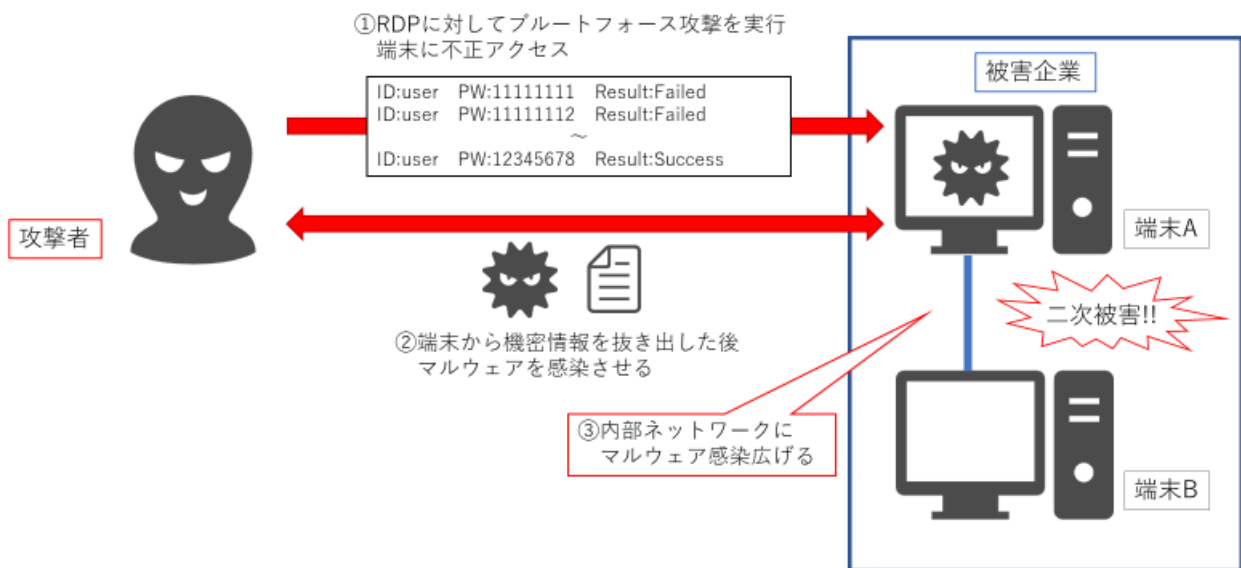 ①RDPに対してブルートフォース攻撃を実行
端末に不正アクセス
ID:user PW:11111111 Result:Failed
ID:user PW:11111112 Result:Failed
～
ID:user PW:12345678 Result:Success
被害企業
攻撃者
端末A
②端末から機密情報を抜き出した後
マルウェアを感染させる
二次被害!!
③内部ネットワークに
マルウェア感染広げる
端末B